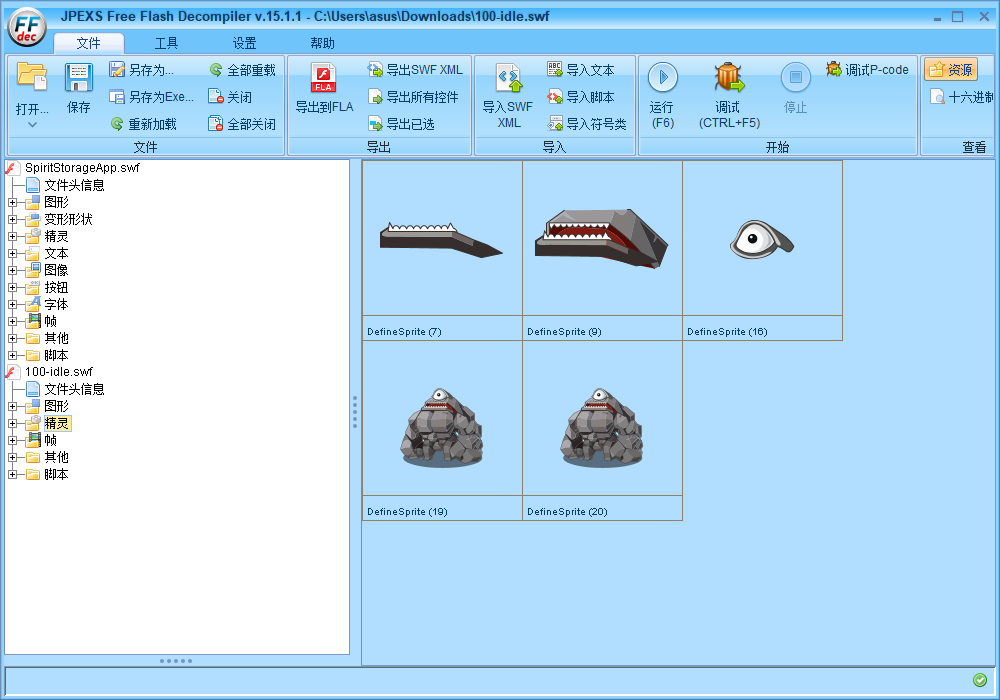 JPEXS Free Flash Decompiler v.15.1.1 - C:\Users\asus\Downloads\100-idle.swf
FF
dec
文件 工具 设置 帮助
打开... 保存 另存为... 另存为Exe... 重新加载 全部重载 关闭 全部关闭
文件
FLA
导出到FLA 导出SWF XML 导出所有控件 导出已选
导出
导入SWF
XML
导入文本 导入脚本 导入符号类
导入
运行
(F6)
调试
(CTRL+F5)
停止 调试P-code
开始
资源
十六进制
查看
SpiritStorageApp.swf
文件头信息
图形
变形形状
精灵
文本
图像
按钮
字体
帧
其他
脚本
100-idle.swf
文件头信息
图形
精灵
帧
其他
脚本
DefineSprite (7) DefineSprite (9) DefineSprite (16)
DefineSprite (19) DefineSprite (20)